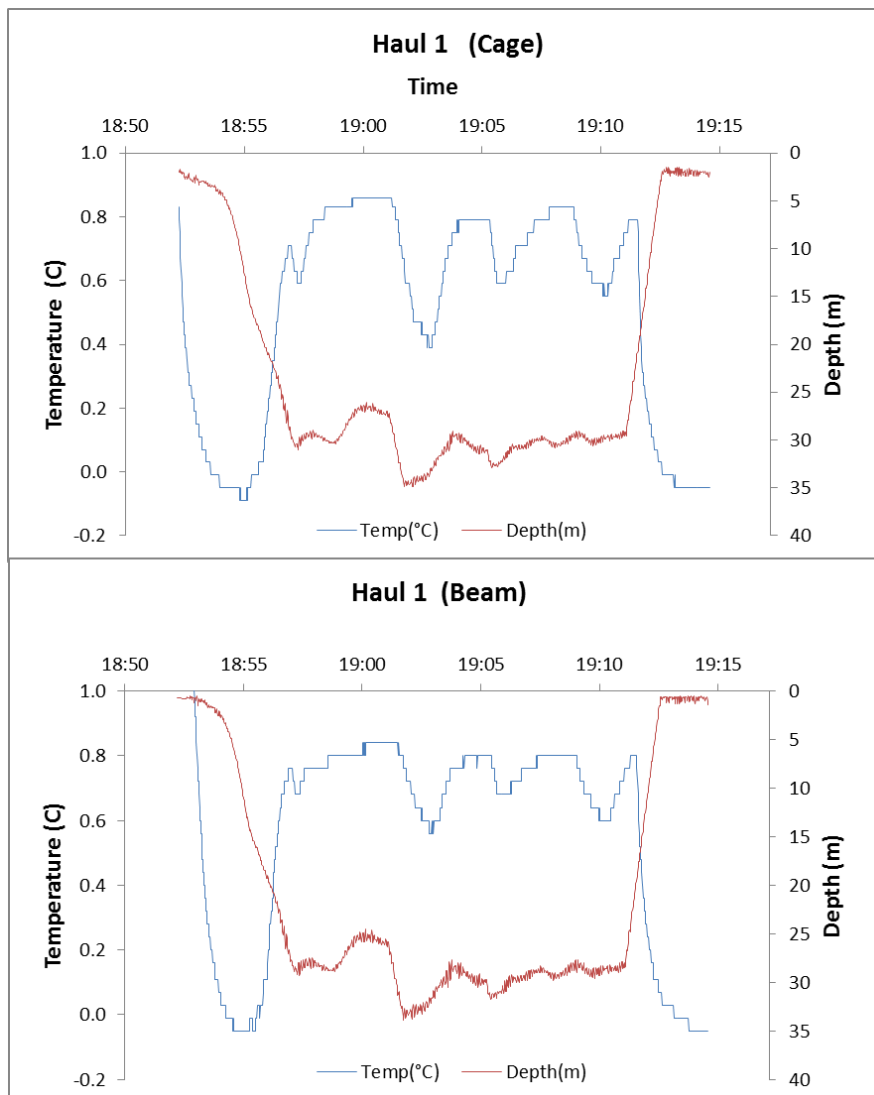 Haul 1 (Cage)
Time
18:50 18:55 19:00 19:05 19:10 19:15
1.0 0
0.8 5
0.6 10
0.4 15
0.2 20
0.0 25
-0.2 30
35
40
Temperature (C)
Depth (m)
Temp(°C) Depth(m)
Haul 1 (Beam)
18:50 18:55 19:00 19:05 19:10 19:15
1.0 0
0.8 5
0.6 10
0.4 15
0.2 20
0.0 25
-0.2 30
35
40
Temperature (C)
Depth (m)
Temp(°C) Depth(m)